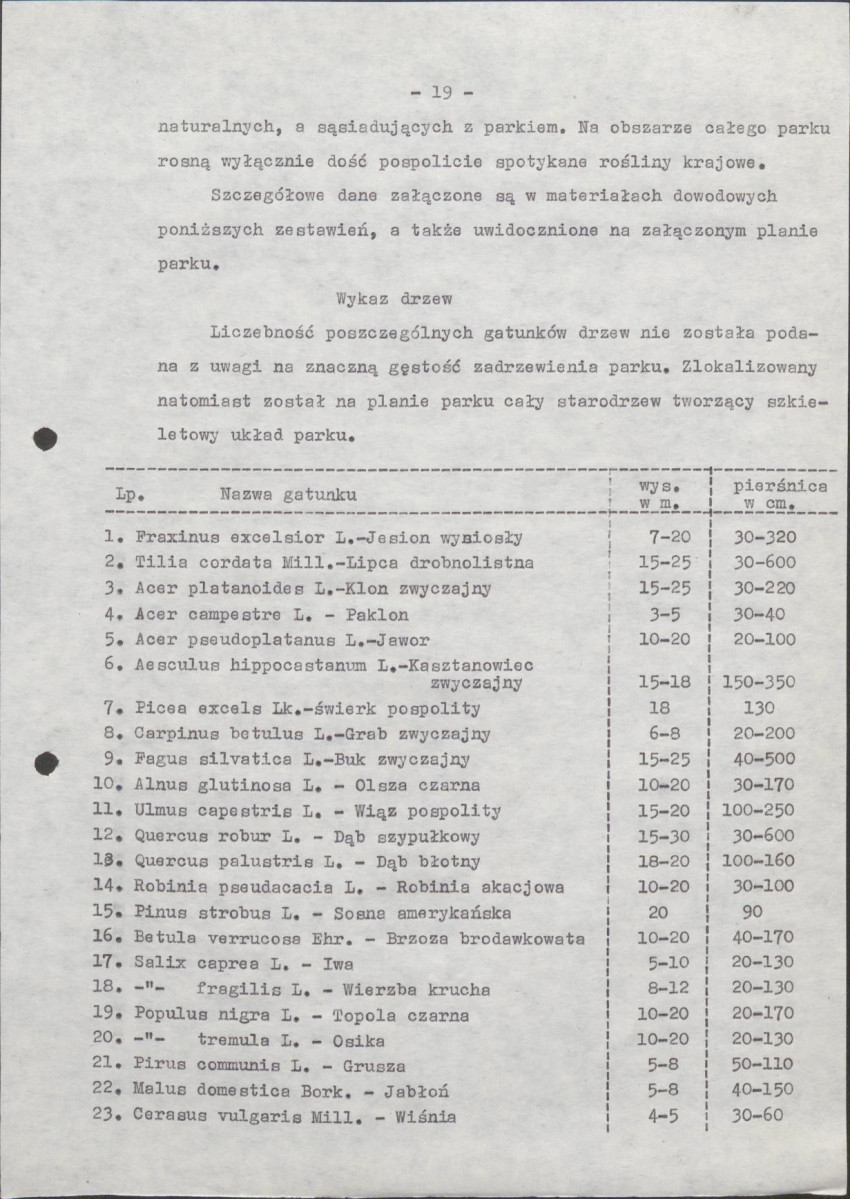 - 19 -
naturalnych, a sąsiadujących z parkiem. Na obszarze całego parku
rosną wyłącznie dość pospolicie spotykane rośliny krajowe.
Szczegółowe dane załączone są w materiałach dowodowych
poniższych zestawień, a także uwidocznione na załączonym planie
parku.
Wykaz drzew
Liczebność poszczególnych gatunków drzew nie została poda-
na z uwagi na znaczną gęstość zadrzewienia parku. Zlokalizowany
natomiast został na planie parku cały starodrzew tworzący szkie-
letowy układ parku.
Lp. Nazwa gatunku wys. w m. pierśnica w cm.
1. Fraxinus excelsior L.-Jesion wyniosły 7-20 30-320
2. Tilia cordata Mill.-Lipca drobnolistna 15-25 30-600
3. Acer platanoides L.-Klon zwyczajny 15-25 30-220
4. Acer campestre L. - Paklon 3-5 30-40
5. Acer pseudoplatanus L.-Jawor 10-20 20-100
6. Aesculus hippocastanum L.-Kasztanowiec
zwyczajny 15-18 150-350
7. Picea excels Lk.-świerk pospolity 18 130
8. Carpinus betulus L.-Grab zwyczajny 6-8 20-200
9. Fagus silvatica L.-Buk zwyczajny 15-25 40-500
10. Alnus glutinosa L. - Olsza czarna 10-20 30-170
11. Ulmus capestris L. - Wiąz pospolity 15-20 100-250
12. Quercus robur L. - Dąb szypułkowy 15-30 30-600
13. Quercus palustris L. - Dąb błotny 18-20 100-160
14. Robinia pseudacacia L. - Robinia akacjowa 10-20 30-100
15. Pinus strobus L. - Sosna amerykańska 20 90
16. Betula verrucosa Ehr. - Brzoza brodawkowata 10-20 40-170
17. Salix caprea L. - Iwa 5-10 20-130
18. -"- fragilis L. - Wierzba krucha 8-12 20-130
19. Populus nigra L. - Topola czarna 10-20 20-170
20. -"- tremula L. - Osika 10-20 20-130
21. Pirus communis L. - Grusza 5-8 50-110
22. Malus domestica Bork. - Jabłoń 5-8 40-150
23. Cerasus vulgaris Mill. - Wiśnia 4-5 30-60